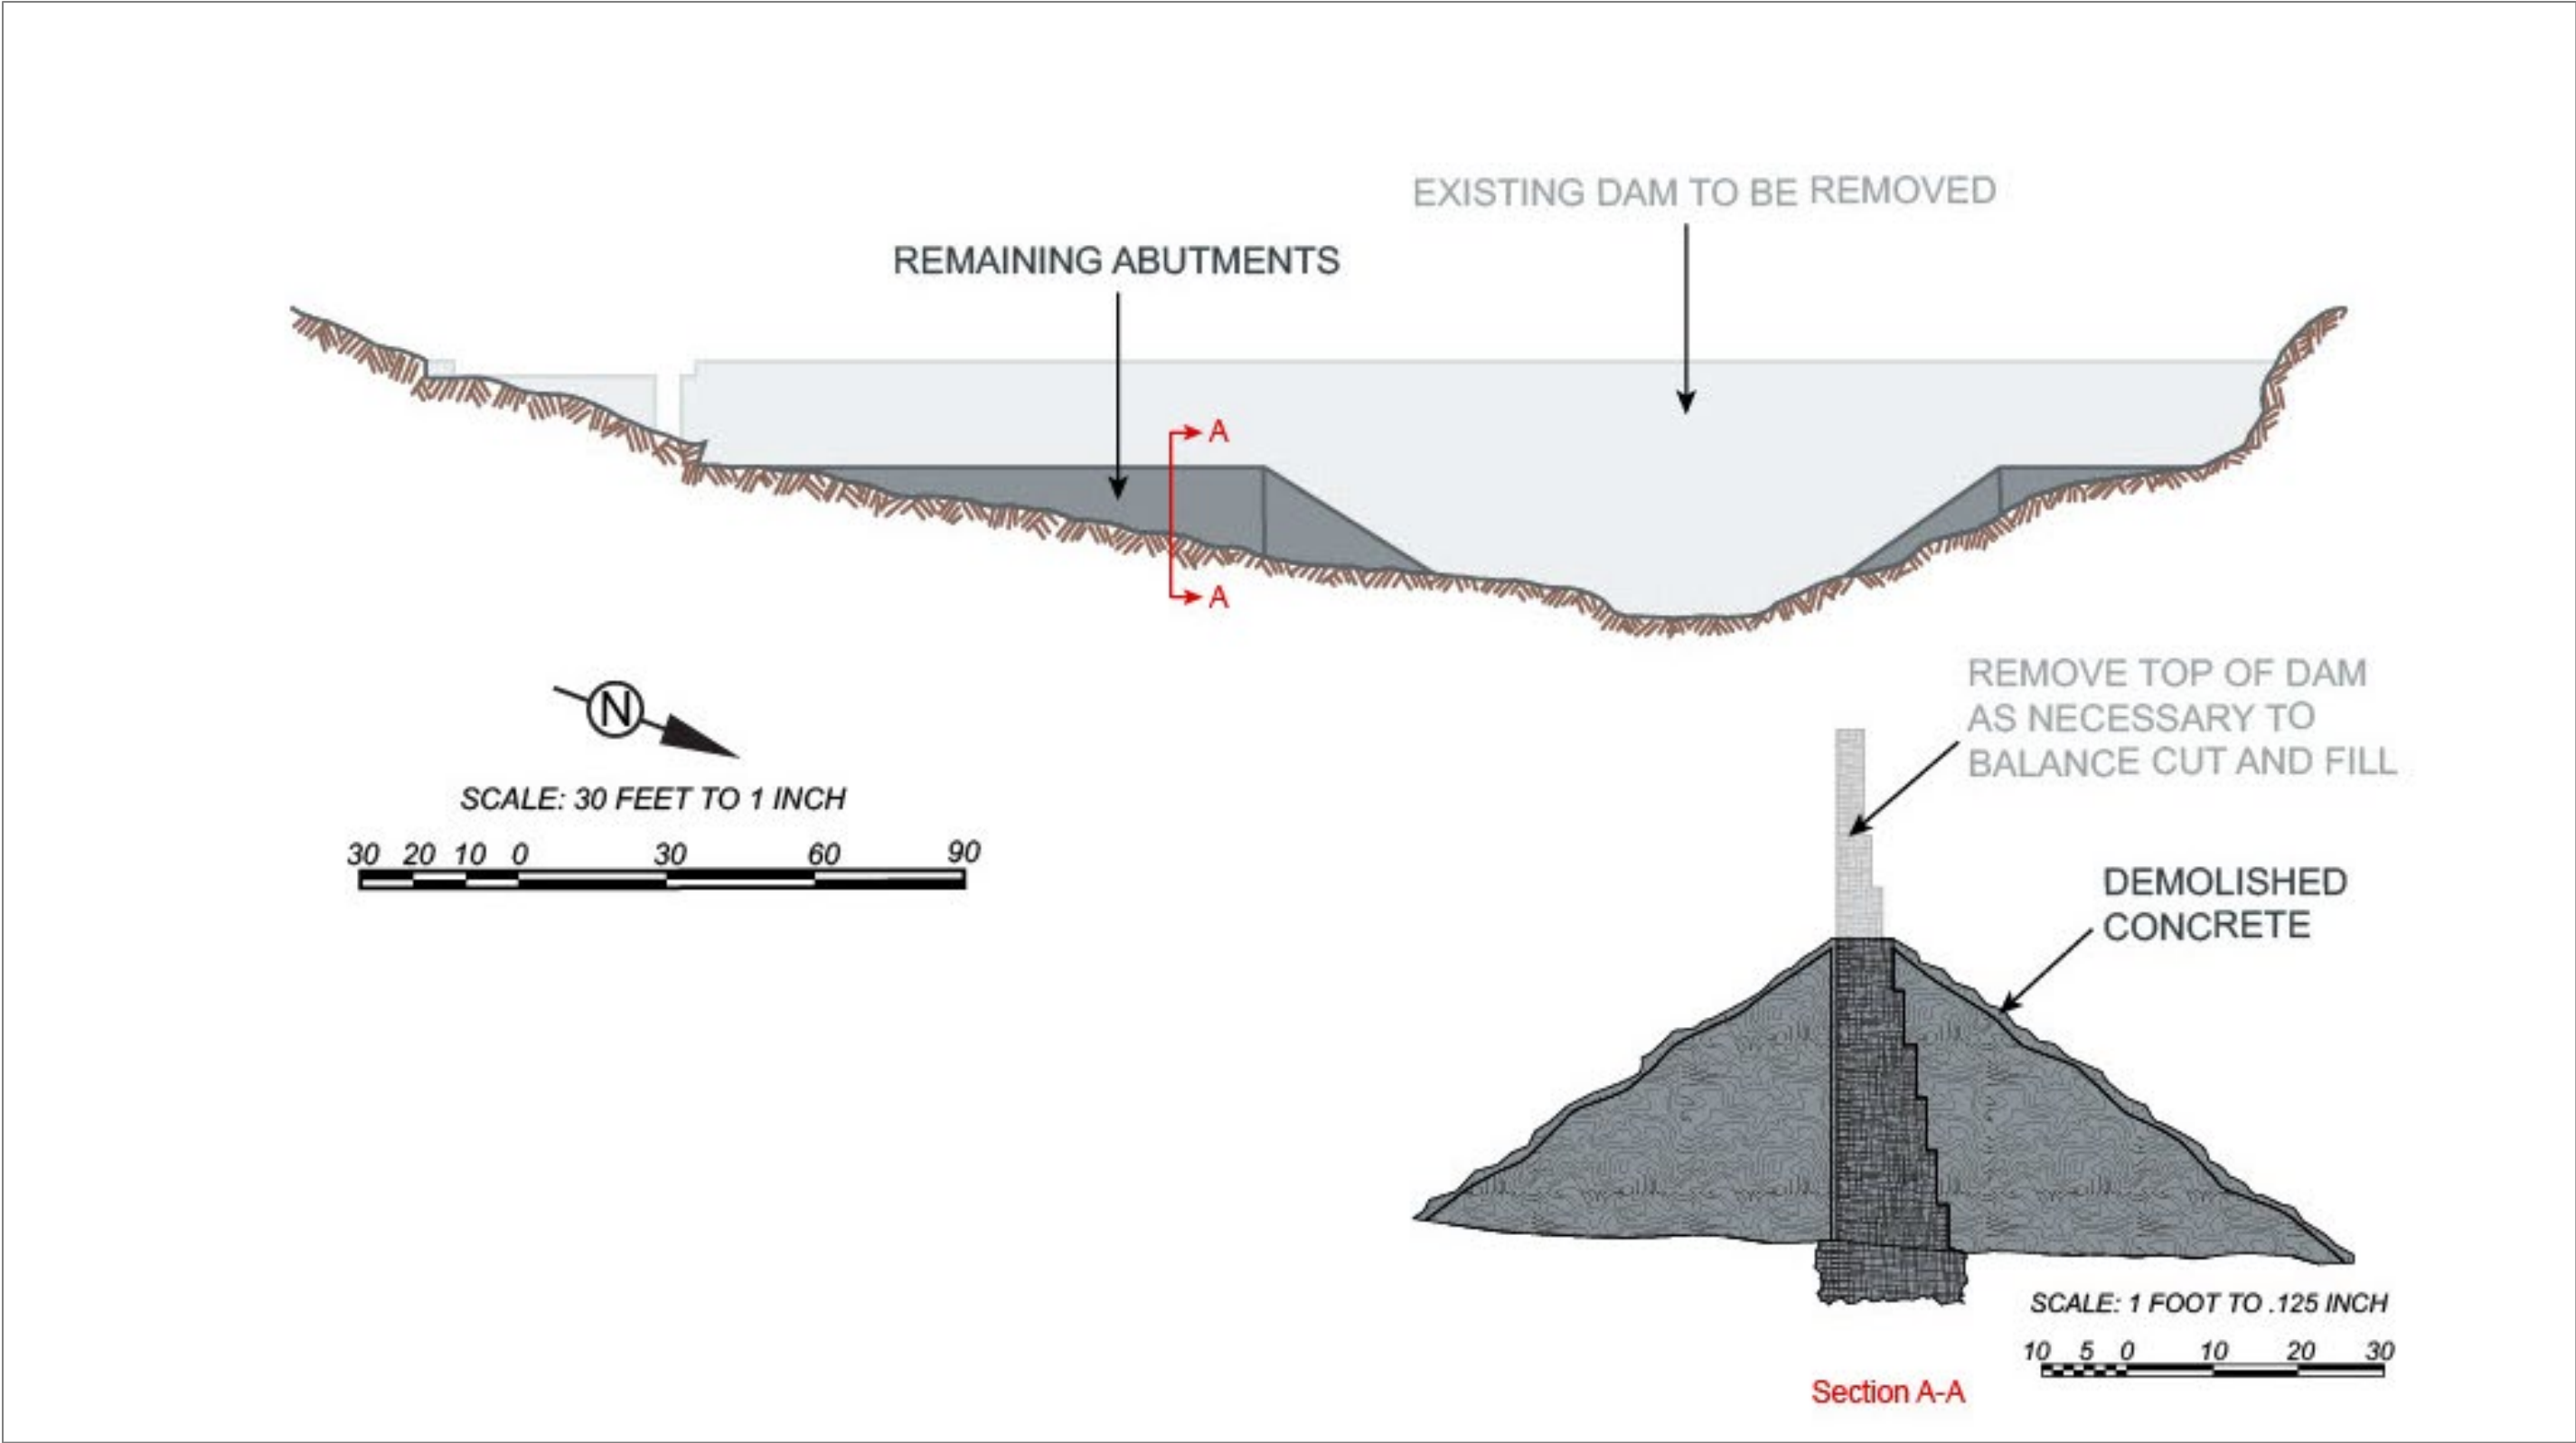 EXISTING DAM TO BE REMOVED
REMAINING ABUTMENTS
A
A
N
SCALE: 30 FEET TO 1 INCH
30 20 10 0 30 60 90
REMOVE TOP OF DAM
AS NECESSARY TO
BALANCE CUT AND FILL
DEMOLISHED
CONCRETE
SCALE: 1 FOOT TO .125 INCH
10 5 0 10 20 30
Section A-A